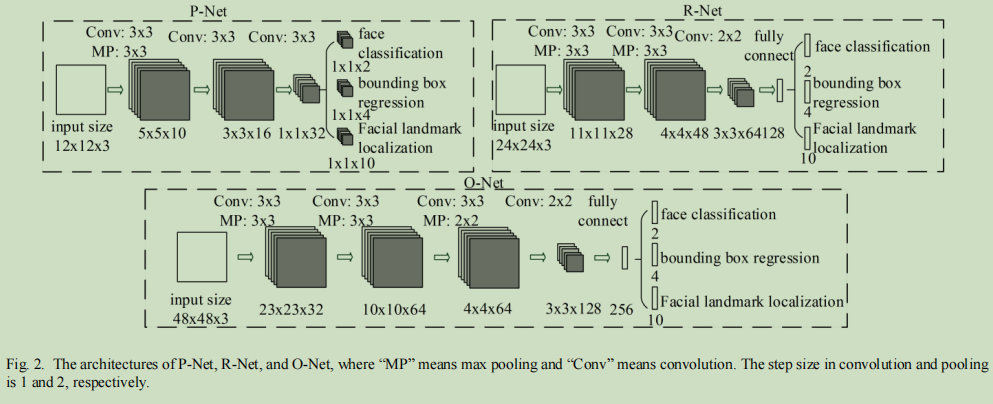 P-Net
Conv: 3x3
MP: 3x3
Conv: 3x3
Conv: 3x3
input size
12x12x3
5x5x10
3x3x16
1x1x32
face
classification
1x1x2
bounding box
regression
1x1x4
Facial landmark
localization
1x1x10
R-Net
Conv: 3x3
MP: 3x3
Conv: 3x3
MP: 3x3
Conv: 2x2
fully
connect
input size
24x24x3
11x11x28
4x4x48
3x3x64
128
face classification
2
bounding box
regression
4
Facial landmark
localization
10
O-Net
Conv: 3x3
MP: 3x3
Conv: 3x3
MP: 3x3
Conv: 3x3
MP: 2x2
Conv: 2x2
fully
connect
input size
48x48x3
23x23x32
10x10x64
4x4x64
3x3x128
256
face classification
2
bounding box regression
4
Facial landmark localization
10
Fig. 2. The architectures of P-Net, R-Net, and O-Net, where “MP” means max pooling and “Conv” means convolution. The step size in convolution and pooling
is 1 and 2, respectively.